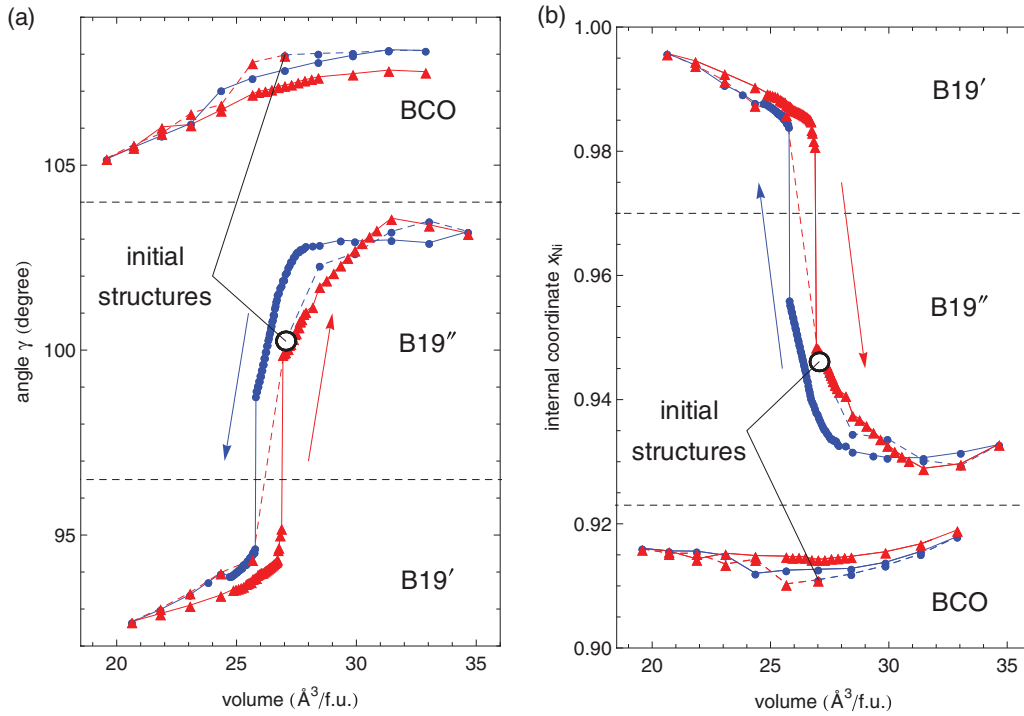 (a)
105
100
95
20
25
30
35
angle γ (degree)
volume (Å³/f.u.)
BCO
B19″
B19′
initial
structures
(b)
1.00
0.98
0.96
0.94
0.92
0.90
20
25
30
35
internal coordinate xNi
volume (Å³/f.u.)
B19′
B19″
BCO
initial
structures